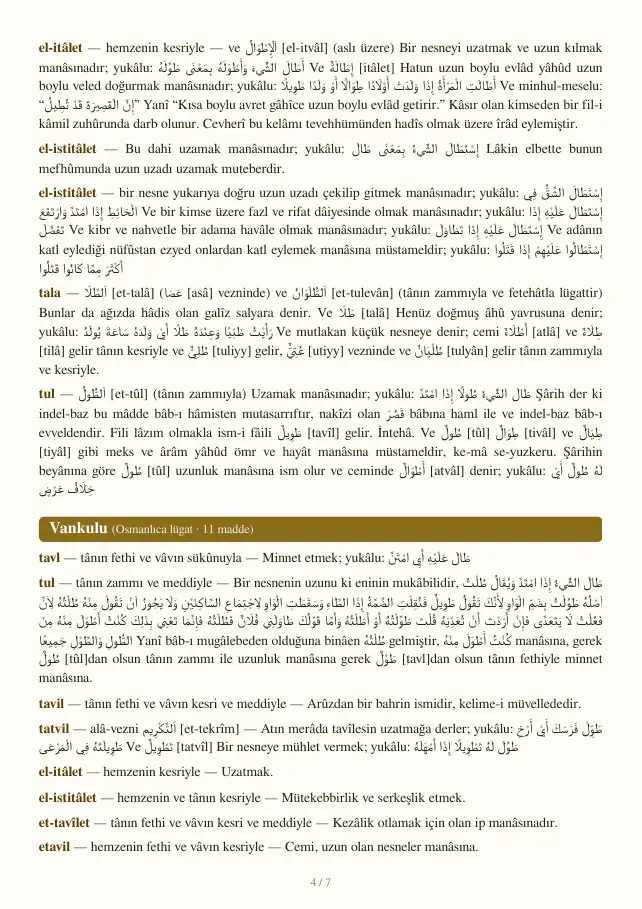 el-itâlet — hemzenin kesriyle — ve اَلْإِطْوَالُ [el-itvâl] (aslı üzere) Bir nesneyi uzatmak ve uzun kılmak
manâsınadır; yukâlu: أَطَالَ الشَّيْءَ وَأَطْوَلَهُ بِمَعْنَى طَوَّلَهُ Ve إِطَالَةٌ [itâlet] Hatun uzun boylu evlâd yâhûd uzun
boylu veled doğurmak manâsınadır; yukâlu: أَطَالَتِ الْمَرْأَةُ إِذَا وَلَدَتْ أَوْلَادًا طِوَالًا أَوْ وَلَدًا طَوِيلًا Ve minhul-meselu:
“إِنَّ الْقَصِيرَةَ قَدْ تُطِيلُ” Yanî “Kısa boylu avret gâhîce uzun boylu evlâd getirir.” Kâsır olan kimseden bir fil-i
kâmil zuhûrunda darb olunur. Cevherî bu kelâmı tevehhümünden hadîs olmak üzere îrâd eylemiştir.
el-istitâlet — Bu dahi uzamak manâsınadır; yukâlu: إِسْتَطَالَ الشَّيْءُ بِمَعْنَى طَالَ Lâkin elbette bunun
mefhûmunda uzun uzadı uzamak muteberdir.
el-istitâlet — bir nesne yukarıya doğru uzun uzadı çekilip gitmek manâsınadır; yukâlu: إِسْتَطَالَ الشَّقُّ فِي
الْحَائِطِ إِذَا امْتَدَّ وَارْتَفَعَ Ve bir kimse üzere fazl ve rifat dâiyesinde olmak manâsınadır; yukâlu: إِسْتَطَالَ عَلَيْهِ إِذَا
تَفَضَّلَ Ve kibr ve nahvetle bir adama havâle olmak manâsınadır; yukâlu: إِسْتَطَالَ عَلَيْهِ إِذَا تَطَاوَلَ Ve adânın
katl eylediği nüfûstan ezyed onlardan katl eylemek manâsına müstameldir; yukâlu: إِسْتَطَالُوا عَلَيْهِمْ إِذَا قَتَلُوا
أَكْثَرَ مِمَّا كَانُوا قَتَلُوا
tala — اَلطَّلَا [et-talâ] (عَصَا [asâ] vezninde) ve اَلطُّلَوَانُ [et-tulevân] (tânın zammıyla ve fetehâtla lügattir)
Bunlar da ağızda hâdis olan galîz salyaya denir. Ve طَلَا [talâ] Henüz doğmuş âhû yavrusuna denir;
yukâlu: رَأَيْتُ ظَبْيًا وَعِنْدَهُ طَلًا أَيْ وَلَدُهُ سَاعَةَ يُولَدُ Ve mutlakan küçük nesneye denir; cemi أَطْلَاءٌ [atlâ] ve طِلَاءٌ
[tilâ] gelir tânın kesriyle ve طُلِيٌّ [tuliyy] gelir, عُتِيٌّ [utiyy] vezninde ve طُلْيَانٌ [tulyân] gelir tânın zammıyla
ve kesriyle.
tul — اَلطُّولُ [et-tûl] (tânın zammıyla) Uzamak manâsınadır; yukâlu: طَالَ الشَّيْءُ طُولًا إِذَا امْتَدَّ Şârih der ki
indel-baz bu mâdde bâb-ı hâmisten mutasarrıftır, nakîzi olan قَصُرَ bâbına haml ile ve indel-baz bâb-ı
evveldendir. Fili lâzım olmakla ism-i fâili طَوِيلٌ [tavîl] gelir. İntehâ. Ve طُولٌ [tûl] طِوَالٌ [tivâl] ve طِيَالٌ
[tiyâl] gibi meks ve ârâm yâhûd ömr ve hayât manâsına müstameldir, ke-mâ se-yuzkeru. Şârihin
beyânına göre طُولٌ [tûl] uzunluk manâsına ism olur ve ceminde أَطْوَالٌ [atvâl] denir; yukâlu: لَهُ طُولٌ أَيْ
خِلَافُ عَرْضٍ
Vankulu (Osmanlıca lügat · 11 madde)
tavl — tânın fethi ve vâvın sükûnuyla — Minnet etmek; yukâlu: طَالَ عَلَيْهِ أَيِ امْتَنَّ
tul — tânın zammı ve meddiyle — Bir nesnenin uzunu ki eninin mukâbilidir, طَالَ الشَّيْءُ إِذَا امْتَدَّ وَيُقَالُ طُلْتُ
أَصْلُهُ طَوُلْتُ بِضَمِّ الْوَاوِ لِأَنَّكَ تَقُولُ طَوِيلٌ فَنُقِلَتِ الضَّمَّةُ إِذَا الطَّاءِ وَسَقَطَتِ الْوَاوِ لِاجْتِمَاعِ السَّاكِنَيْنِ وَلَا يَجُوزُ أَنْ تَقُولَ مِنْهُ طُلْتُهُ لِأَنَّ
فَعُلْتُ لَا يَتَعَدَّى فَإِنْ أَرَدْتَ أَنْ تُعَدِّيَهُ قُلْتَ طَوَّلْتُهُ أَوْ أَطَلْتُهُ وَأَمَّا قَوْلُكَ طَاوَلَنِي فُلَانٌ فَطُلْتُهُ فَإِنَّمَا تَعْنِي بِذَلِكَ كُنْتُ أَطْوَلَ مِنْهُ مِنَ
الطُّولِ وَالطَّوْلِ جَمِيعًا Yanî bâb-ı mugâlebeden olduğuna binâen طُلْتُهُ gelmiştir, كُنْتُ أَطْوَلَ مِنْهُ manâsına, gerek
طُولٌ [tûl]dan olsun tânın zammı ile uzunluk manâsına gerek طَوْلٌ [tavl]dan olsun tânın fethiyle minnet
manâsına.
tavil — tânın fethi ve vâvın kesri ve meddiyle — Arûzdan bir bahrin ismidir, kelime-i müvellededir.
tatvil — alâ-vezni اَلتَّكْرِيمِ [et-tekrîm] — Atın merâda tavîlesin uzatmağa derler; yukâlu: طَوِّلْ فَرَسَكَ أَيْ أَرْخِ
طَوِيلَتَهُ فِي الْمَرْعَى Ve تَطْوِيلٌ [tatvîl] Bir nesneye mühlet vermek; yukâlu: طَوَّلَ لَهُ تَطْوِيلًا إِذَا أَمْهَلَهُ
el-itâlet — hemzenin kesriyle — Uzatmak.
el-istitâlet — hemzenin ve tânın kesriyle — Mütekebbirlik ve serkeşlik etmek.
et-tavîlet — tânın fethi ve vâvın kesri ve meddiyle — Kezâlik otlamak için olan ip manâsınadır.
etavil — hemzenin fethi ve vâvın kesriyle — Cemi, uzun olan nesneler manâsına.
4 / 7